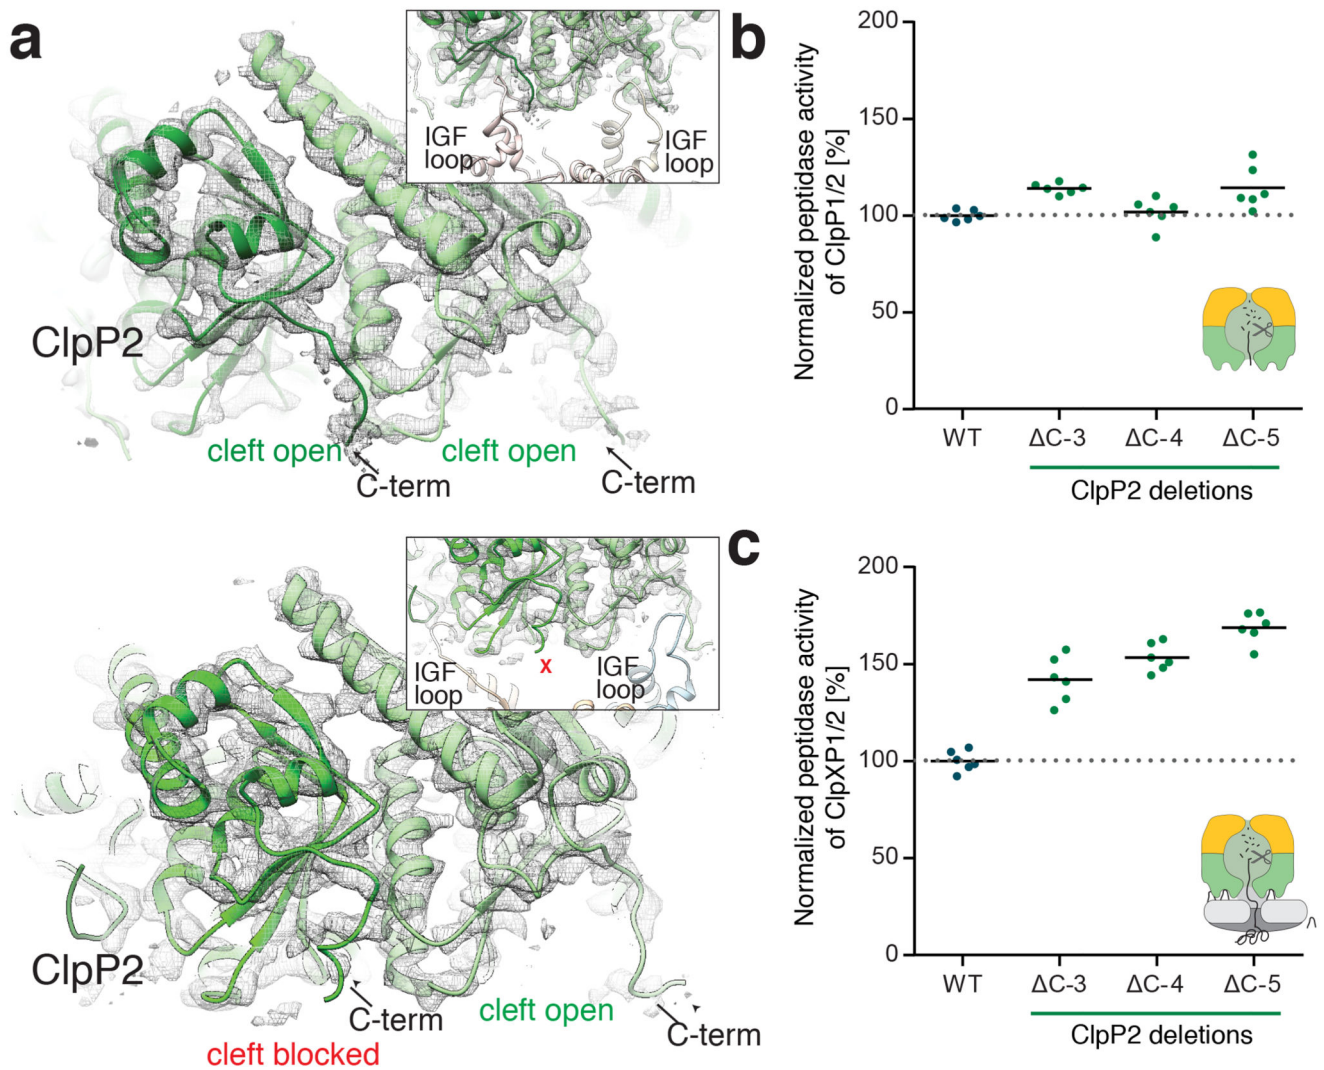 a
IGF
loop
IGF
loop
ClpP2
cleft open
cleft open
C-term
C-term
IGF
loop
x
IGF
loop
ClpP2
C-term
cleft open
C-term
cleft blocked
b
Normalized peptidase activity
of ClpP1/2 [%]
200
150
100
50
0
WT
ΔC-3
ΔC-4
ΔC-5
ClpP2 deletions
c
Normalized peptidase activity
of ClpXP1/2 [%]
200
150
100
50
0
WT
ΔC-3
ΔC-4
ΔC-5
ClpP2 deletions